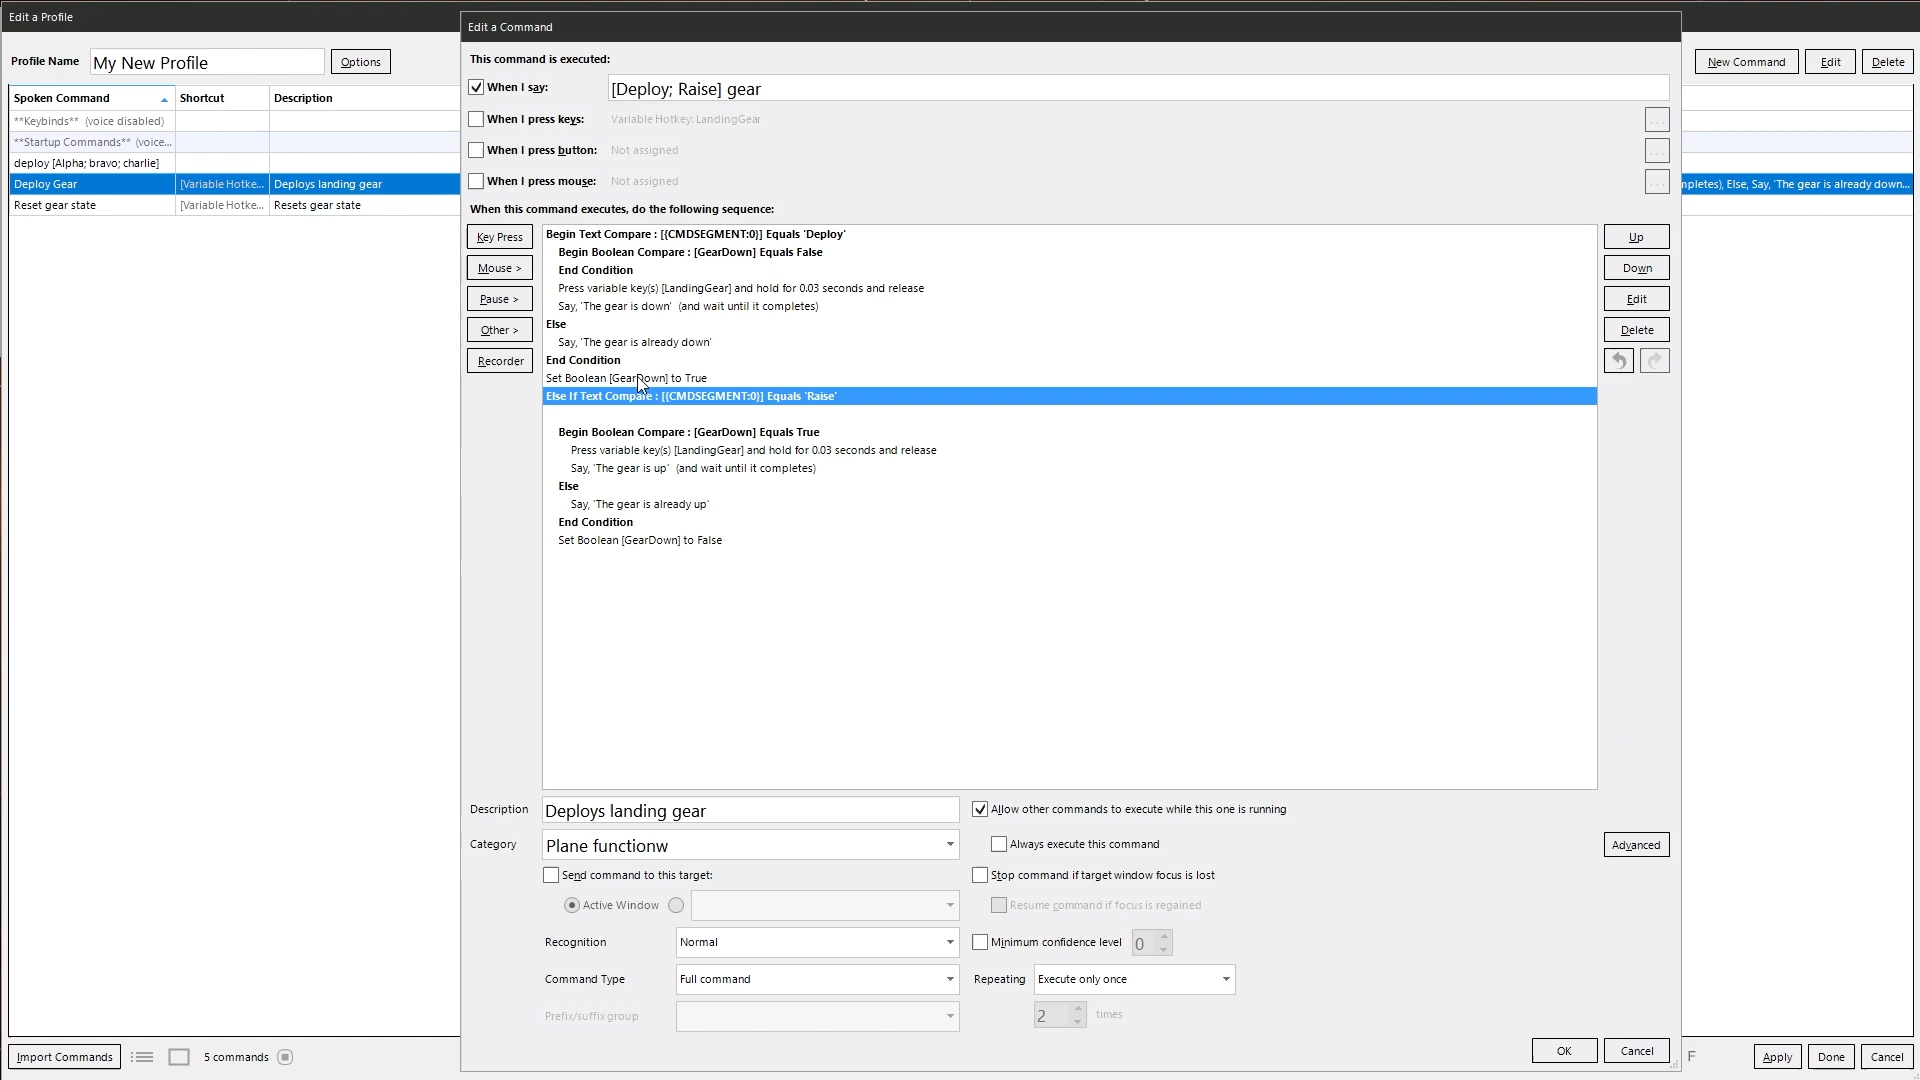 Edit a Profile
Edit a Command
Profile Name
My New Profile
Options
New Command
Edit
Delete
Spoken Command
Shortcut
Description
**Keybinds** (voice disabled)
**Startup Commands** (voice...
deploy [Alpha; bravo; charlie]
Deploy Gear
[Variable Hotke...
Deploys landing gear
mpletes), Else, Say, 'The gear is already down...
Reset gear state
[Variable Hotke...
Resets gear state
This command is executed:
When I say:
[Deploy; Raise] gear
When I press keys:
Variable Hotkey: LandingGear
...
When I press button:
Not assigned
...
When I press mouse:
Not assigned
...
When this command executes, do the following sequence:
Key Press
Mouse >
Pause >
Other >
Recorder
Begin Text Compare : [{CMDSEGMENT:0}] Equals 'Deploy'
Begin Boolean Compare : [GearDown] Equals False
End Condition
Press variable key(s) [LandingGear] and hold for 0.03 seconds and release
Say, 'The gear is down' (and wait until it completes)
Else
Say, 'The gear is already down'
End Condition
Set Boolean [GearDown] to True
Else If Text Compare : [{CMDSEGMENT:0}] Equals 'Raise'
Begin Boolean Compare : [GearDown] Equals True
Press variable key(s) [LandingGear] and hold for 0.03 seconds and release
Say, 'The gear is up' (and wait until it completes)
Else
Say, 'The gear is already up'
End Condition
Set Boolean [GearDown] to False
Up
Down
Edit
Delete
Description
Deploys landing gear
Allow other commands to execute while this one is running
Category
Plane functionw
Always execute this command
Advanced
Send command to this target:
Stop command if target window focus is lost
Active Window
Resume command if focus is regained
Recognition
Normal
Minimum confidence level
0
Command Type
Full command
Repeating
Execute only once
Prefix/suffix group
2
times
OK
Cancel
Import Commands
5 commands
F
Apply
Done
Cancel